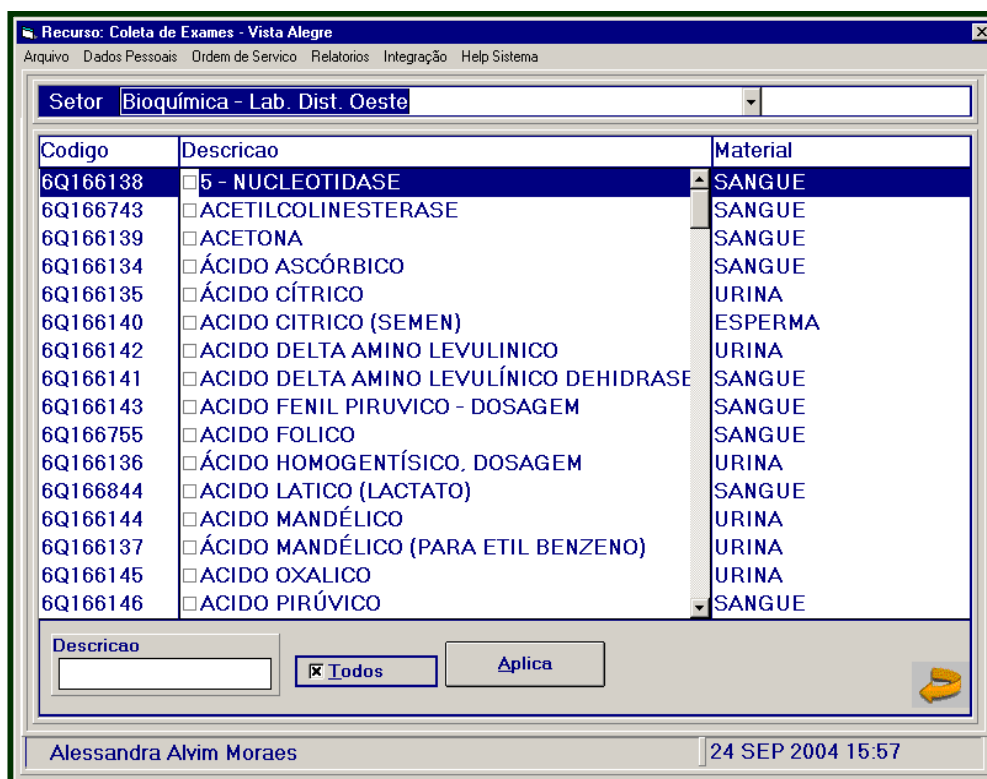 Recurso: Coleta de Exames - Vista Alegre
Arquivo Dados Pessoais Ordem de Servico Relatorios Integração Help Sistema
Setor Bioquímica - Lab. Dist. Oeste
Codigo Descricao Material
6Q166138 5 - NUCLEOTIDASE SANGUE
6Q166743 ACETILCOLINESTERASE SANGUE
6Q166139 ACETONA SANGUE
6Q166134 ÁCIDO ASCÓRBICO SANGUE
6Q166135 ÁCIDO CÍTRICO URINA
6Q166140 ACIDO CITRICO (SEMEN) ESPERMA
6Q166142 ACIDO DELTA AMINO LEVULINICO URINA
6Q166141 ACIDO DELTA AMINO LEVULÍNICO DEHIDRASE SANGUE
6Q166143 ACIDO FENIL PIRUVICO - DOSAGEM SANGUE
6Q166755 ACIDO FOLICO SANGUE
6Q166136 ÁCIDO HOMOGENTÍSICO, DOSAGEM URINA
6Q166844 ACIDO LATICO (LACTATO) SANGUE
6Q166144 ACIDO MANDÉLICO URINA
6Q166137 ÁCIDO MANDÉLICO (PARA ETIL BENZENO) URINA
6Q166145 ACIDO OXALICO URINA
6Q166146 ACIDO PIRÚVICO SANGUE
Descricao
Todos Aplica
Alessandra Alvim Moraes 24 SEP 2004 15:57